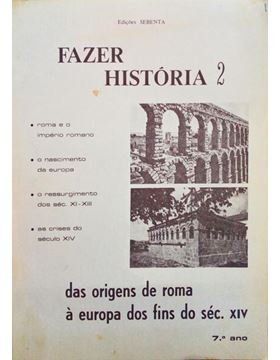 Edições SEBENTA
FAZER
HISTÓRIA 2
• roma e o
império romano
• o nascimento
da europa
• o ressurgimento
dos séc. XI-XIII
• as crises do
século XIV
das origens de roma
à europa dos fins do séc. XIV
7.º ano